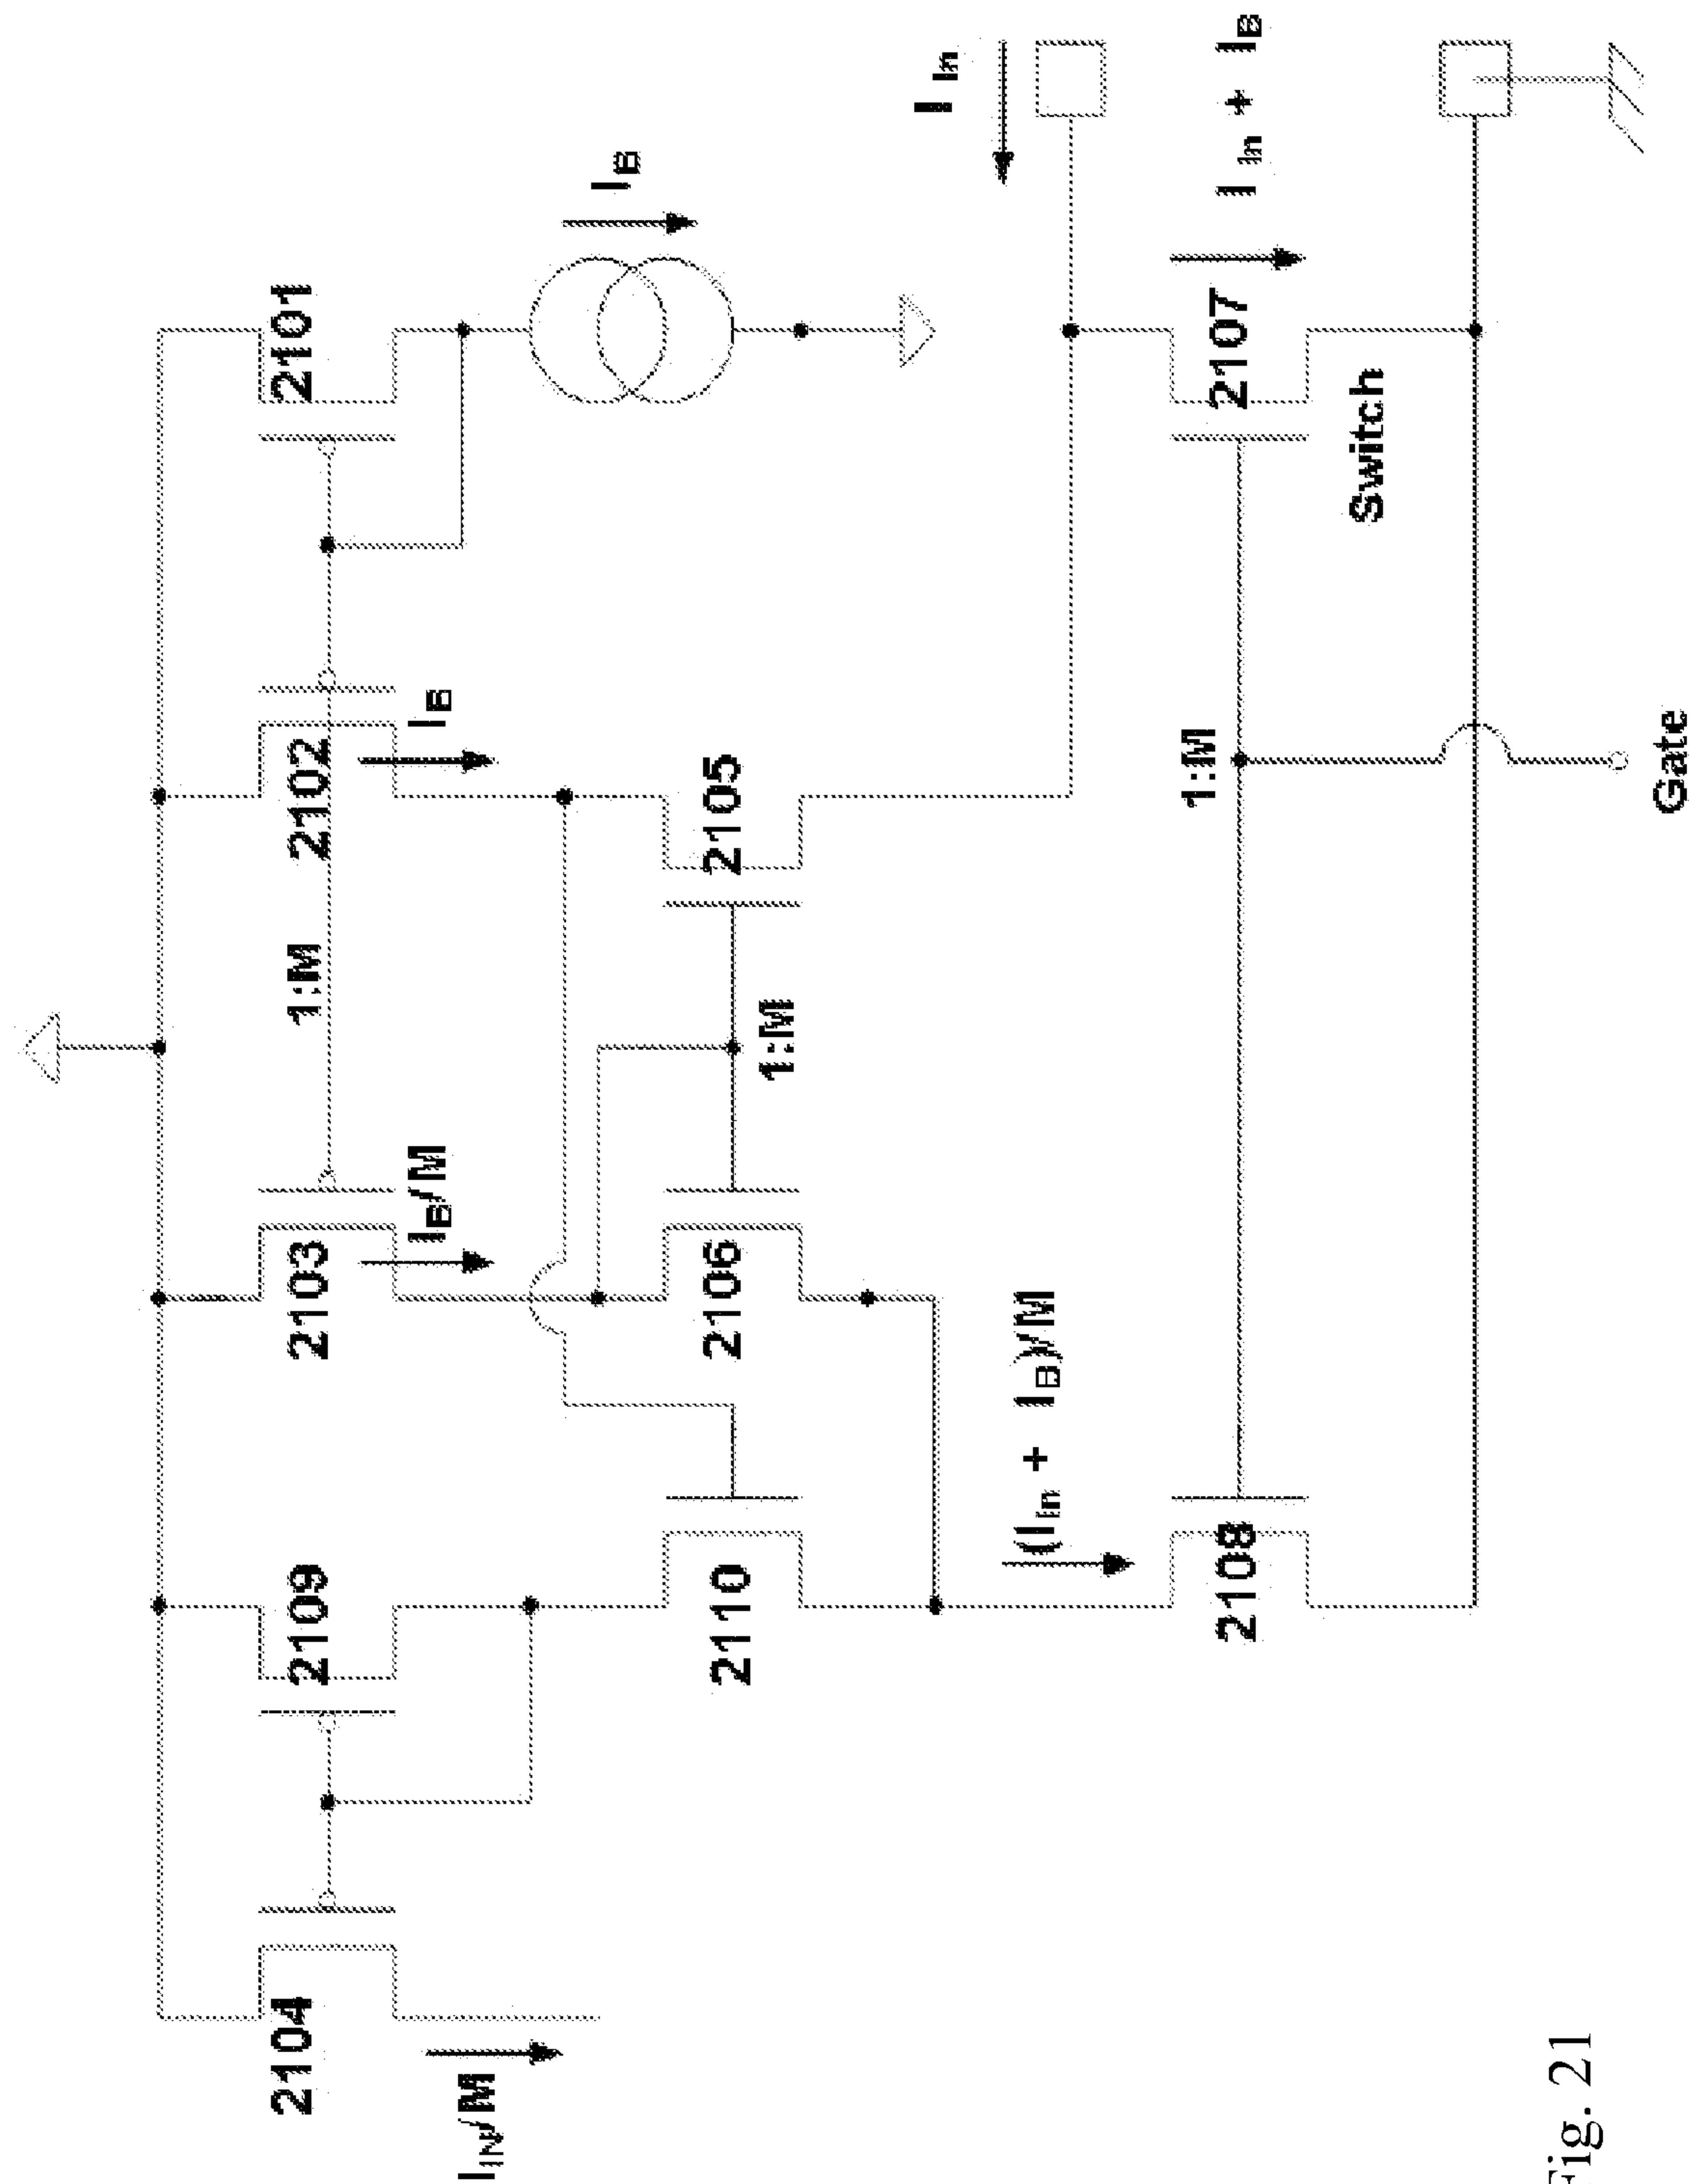 I_IN/M
2104
2109
2103
1:M
2102
2101
I_B/M
I_B
I_B
2110
2106
1:M
2105
(I_In + I_B)/M
I_In
2108
1:M
2107
I_In + I_B
Switch
Gate
Fig. 21